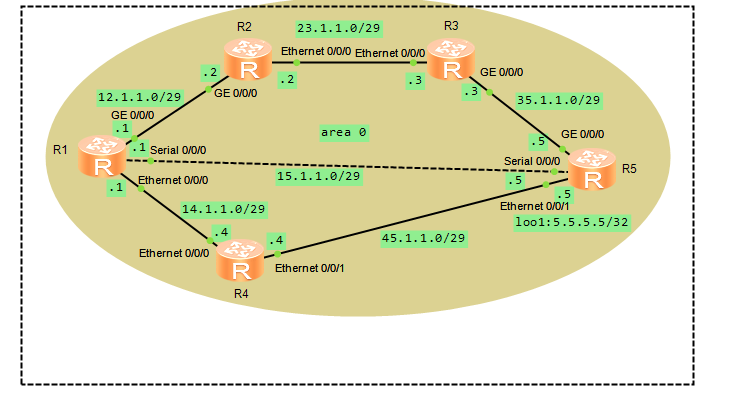 R2
23.1.1.0/29
R3
Ethernet 0/0/0
Ethernet 0/0/0
.2
.2
.3
GE 0/0/0
GE 0/0/0
.3
12.1.1.0/29
35.1.1.0/29
GE 0/0/0
.1
area 0
.5
GE 0/0/0
R1
.1
Serial 0/0/0
Serial 0/0/0
R5
15.1.1.0/29
.1
Ethernet 0/0/0
.5
.5
Ethernet 0/0/1
14.1.1.0/29
loo1:5.5.5.5/32
.4
.4
45.1.1.0/29
Ethernet 0/0/0
Ethernet 0/0/1
R4
R
R
R
R
R